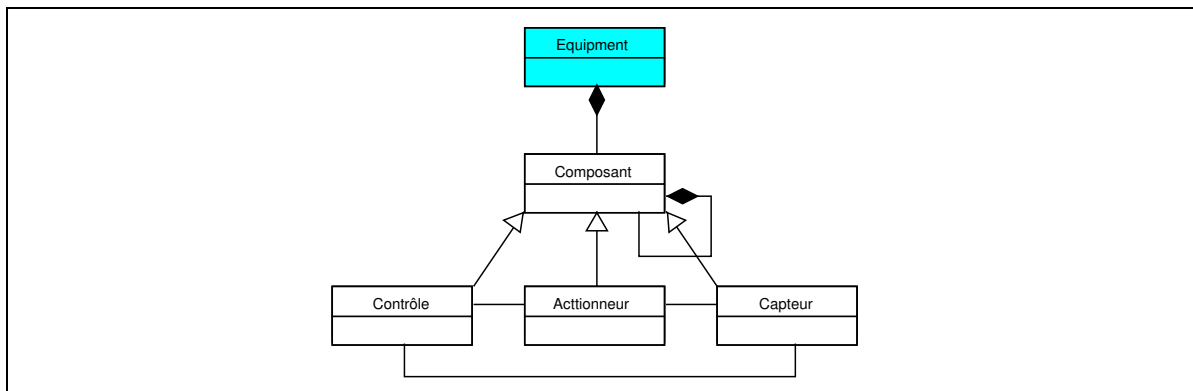 Equipment
Composant
Contrôle
Acttionneur
Capteur